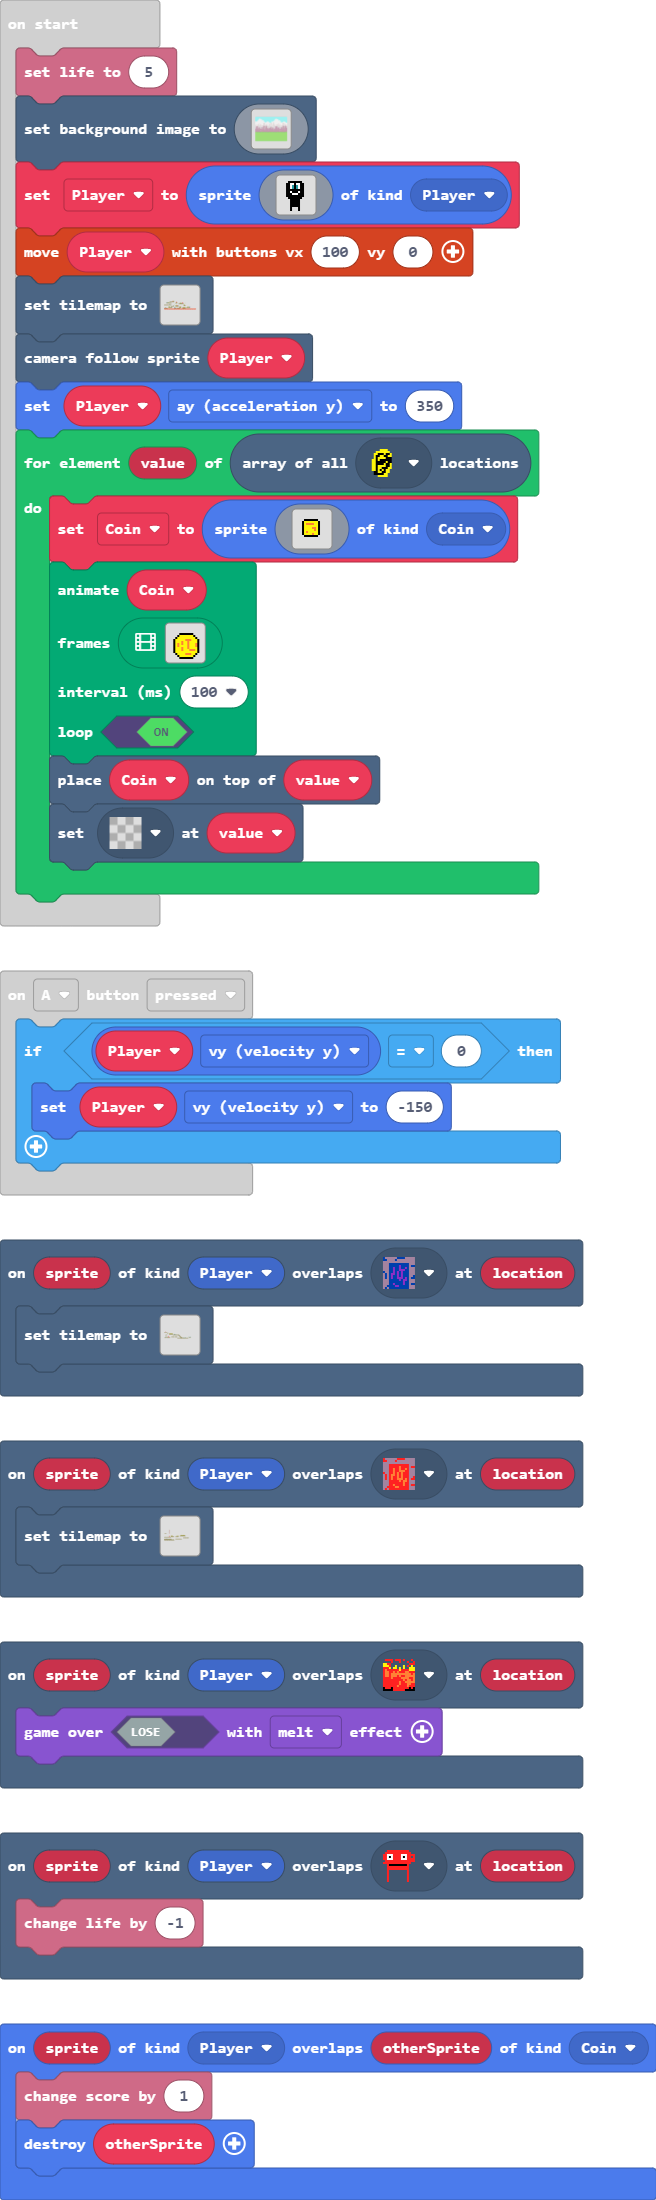 on start
set life to 5
set background image to
set Player to sprite of kind Player
move Player with buttons vx 100 vy 0
set tilemap to
camera follow sprite Player
set Player ay (acceleration y) to 350
for element value of array of all locations
do
set Coin to sprite of kind Coin
animate Coin
frames
interval (ms) 100
loop ON
place Coin on top of value
set at value
on A button pressed
if Player vy (velocity y) = 0 then
set Player vy (velocity y) to -150
on sprite of kind Player overlaps at location
set tilemap to
on sprite of kind Player overlaps at location
set tilemap to
on sprite of kind Player overlaps at location
game over LOSE with melt effect
on sprite of kind Player overlaps at location
change life by -1
on sprite of kind Player overlaps otherSprite of kind Coin
change score by 1
destroy otherSprite